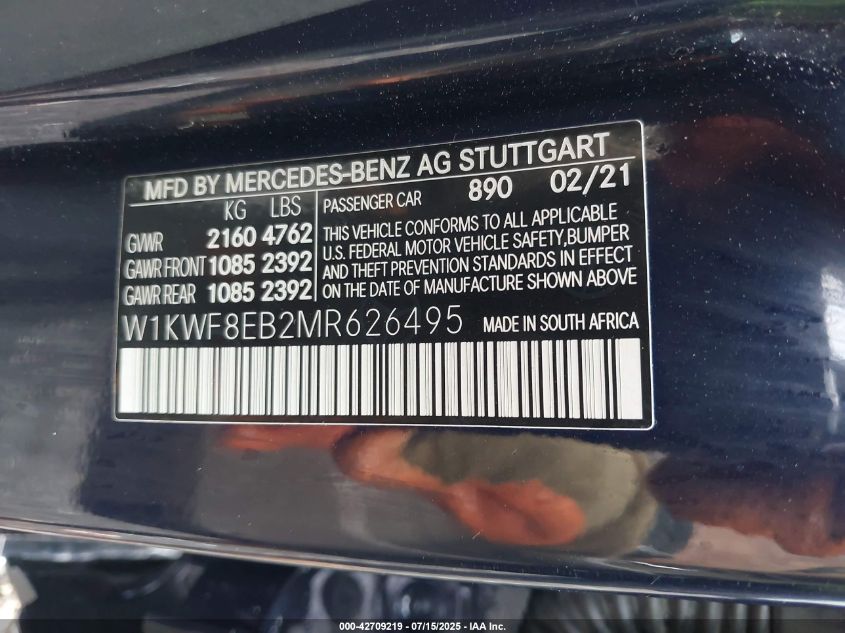 MFD BY MERCEDES-BENZ AG STUTTGART
KG LBS
GVWR 2160 4762
GAWR FRONT 1085 2392
GAWR REAR 1085 2392
PASSENGER CAR 890 02/21
THIS VEHICLE CONFORMS TO ALL APPLICABLE
U.S. FEDERAL MOTOR VEHICLE SAFETY,BUMPER
AND THEFT PREVENTION STANDARDS IN EFFECT
ON THE DATE OF MANUFACTURE SHOWN ABOVE
W1KWF8EB2MR626495 MADE IN SOUTH AFRICA
000-42709219 - 07/15/2025 - IAA Inc.